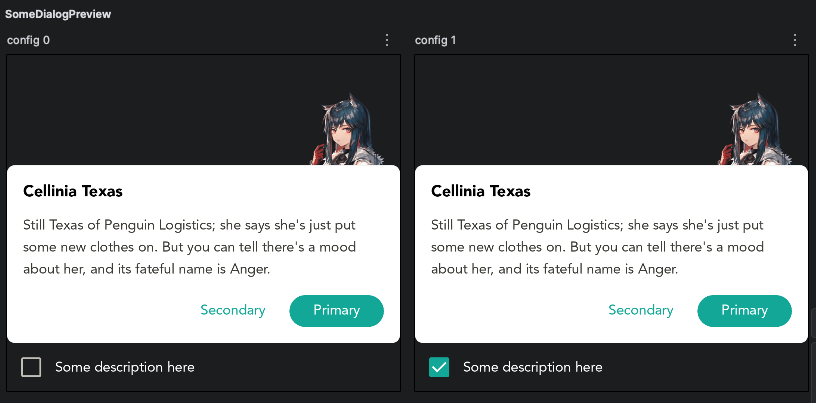 SomeDialogPreview
config 0
Cellinia Texas
Still Texas of Penguin Logistics; she says she's just put
some new clothes on. But you can tell there's a mood
about her, and its fateful name is Anger.
Secondary
Primary
Some description here
config 1
Cellinia Texas
Still Texas of Penguin Logistics; she says she's just put
some new clothes on. But you can tell there's a mood
about her, and its fateful name is Anger.
Secondary
Primary
Some description here